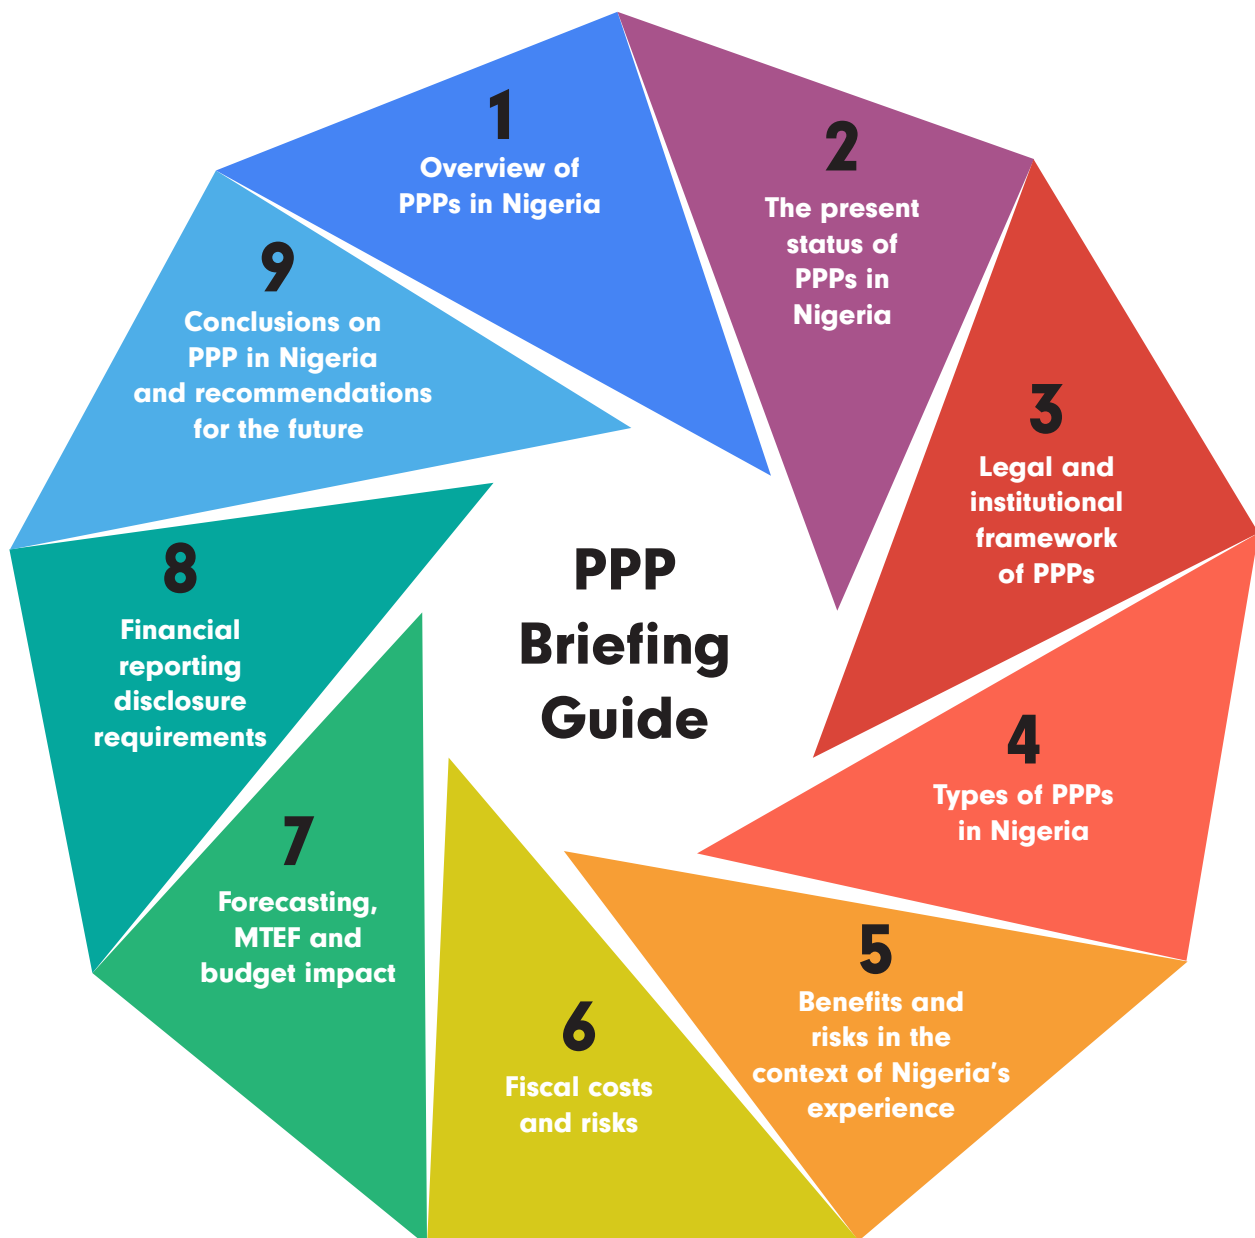 1
Overview of
PPPs in Nigeria
2
The present
status of
PPPs in
Nigeria
3
Legal and
institutional
framework
of PPPs
4
Types of PPPs
in Nigeria
5
Benefits and
risks in the
context of Nigeria’s
experience
6
Fiscal costs
and risks
7
Forecasting,
MTEF and
budget impact
8
Financial
reporting
disclosure
requirements
9
Conclusions on
PPP in Nigeria
and recommendations
for the future
PPP
Briefing
Guide